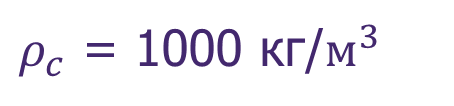 𝜌𝑐 = 1000 кг/м³